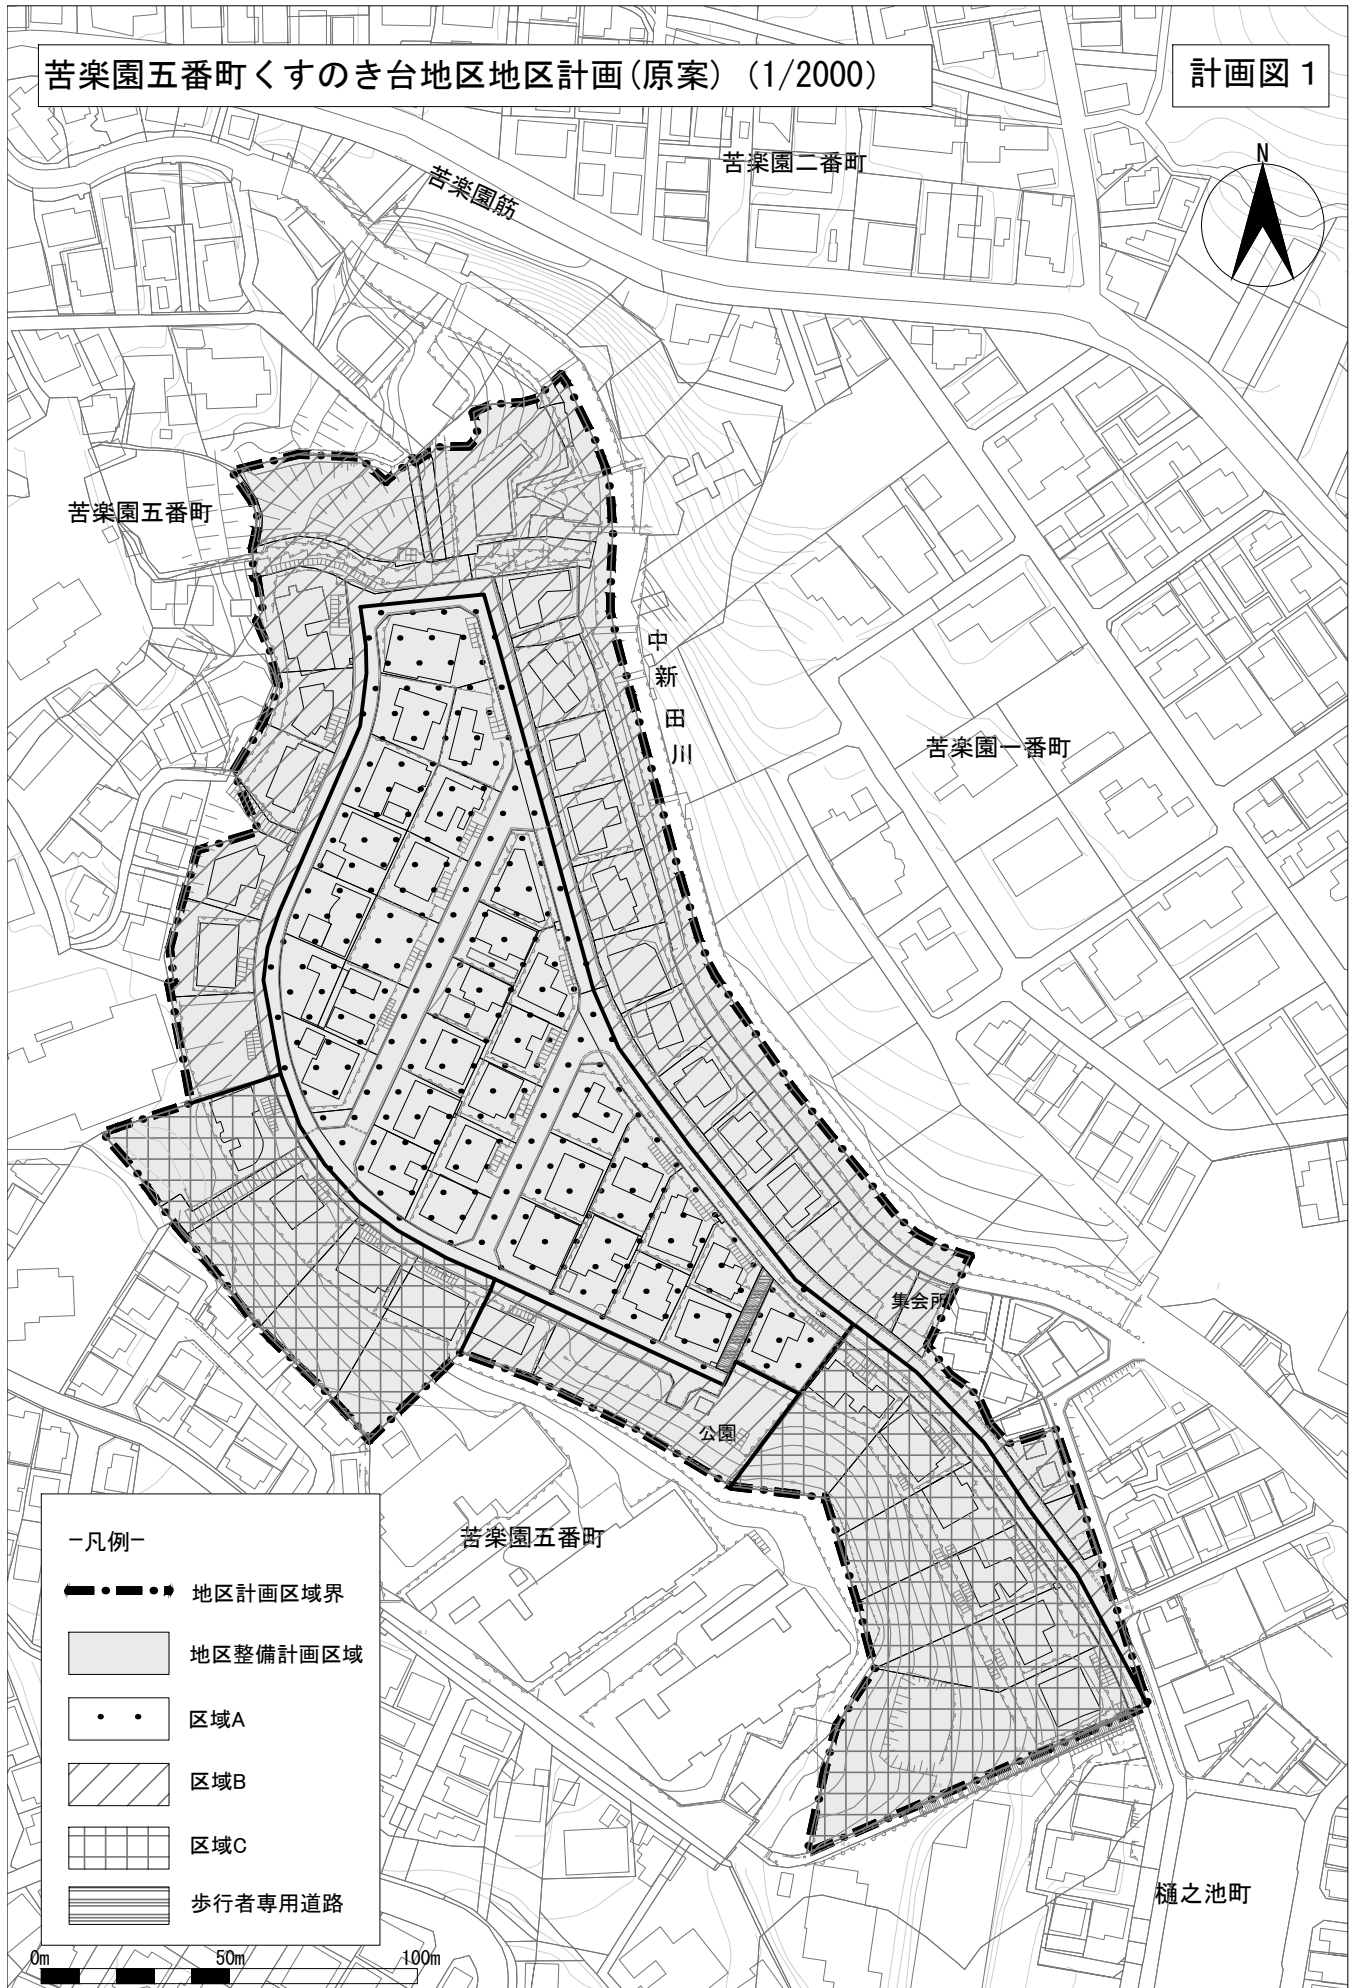 苦楽園五番町くすのき台地区地区計画(原案) (1/2000)
計画図１
N
苦楽園二番町
苦楽園筋
苦楽園五番町
中新田川
苦楽園一番町
集会所
公園
苦楽園五番町
樋之池町
−凡例−
地区計画区域界
地区整備計画区域
区域A
区域B
区域C
歩行者専用道路
0m 50m 100m